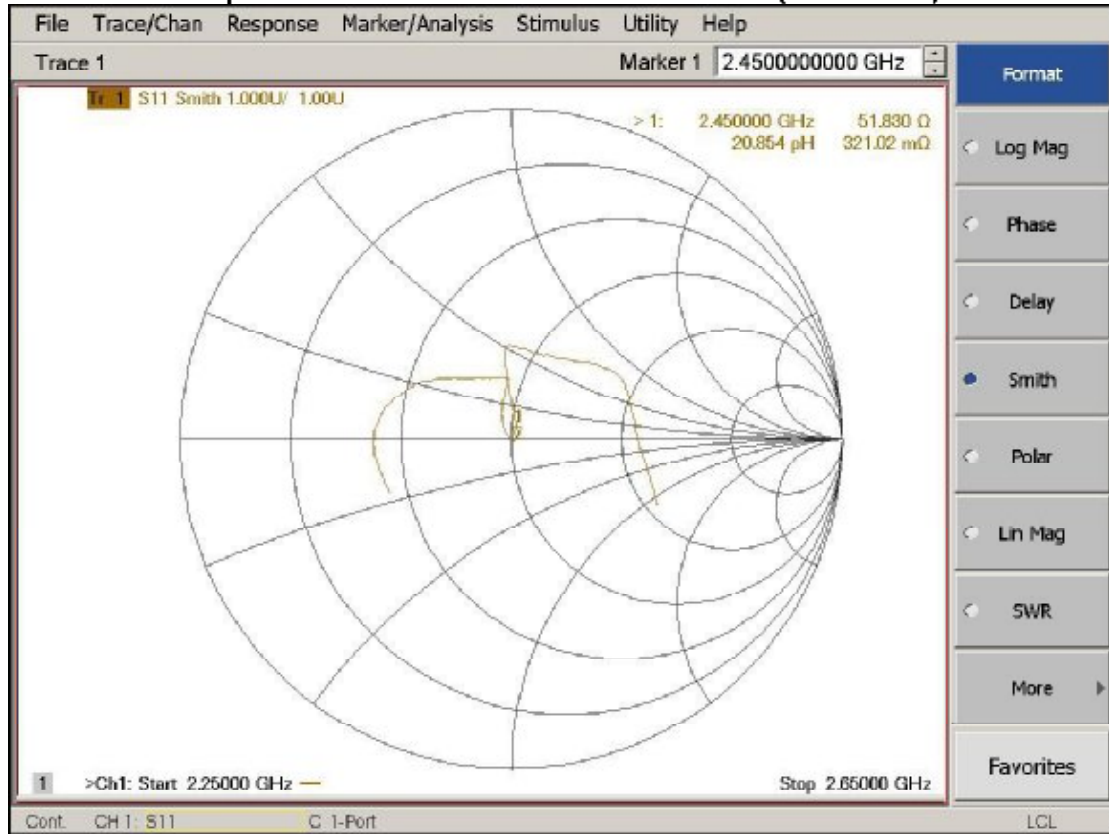 File Trace/Chan Response Marker/Analysis Stimulus Utility Help
Trace 1 Marker 1 2.4500000000 GHz
Format
Tr 1 S11 Smith 1.000U/ 1.00U
> 1: 2.450000 GHz 51.830 Ω
20.854 pH 321.02 mΩ
Log Mag
Phase
Delay
Smith
Polar
Lin Mag
SWR
More
Favorites
1 >Ch1: Start 2.25000 GHz Stop 2.65000 GHz
Cont. CH 1: S11 C 1-Port LCL